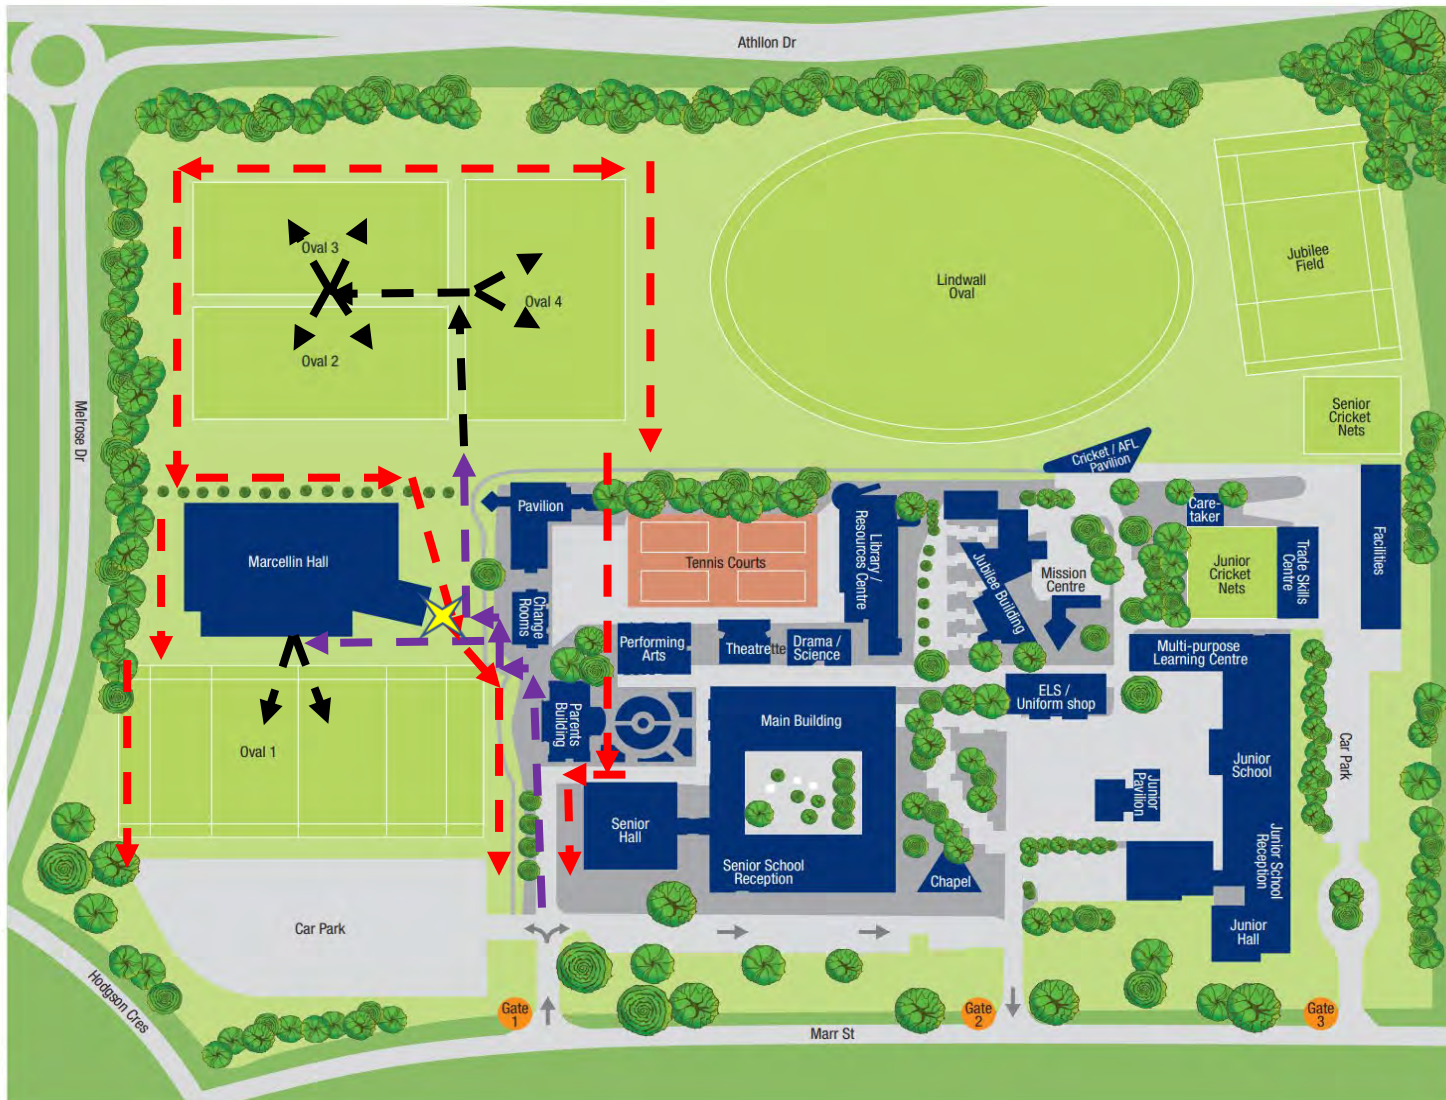 Athllon Dr
Oval 3
Oval 4
Oval 2
Lindwall
Oval
Jubilee
Field
Senior
Cricket
Nets
Melrose Dr
Cricket / AFL
Pavilion
Pavilion
Care-
taker
Facilities
Marcellin Hall
Tennis Courts
Library /
Resources Centre
Jubilee Building
Mission
Centre
Junior
Cricket
Nets
Trade Skills
Centre
Change
Rooms
Performing
Arts
Theatrette
Drama /
Science
Multi-purpose
Learning Centre
ELS /
Uniform shop
Parents
Building
Main Building
Oval 1
Junior
School
Car Park
Junior
Pavilion
Senior
Hall
Senior School
Reception
Chapel
Junior School
Reception
Junior
Hall
Car Park
Hodgson Cres
Gate
1
Gate
2
Gate
3
Marr St